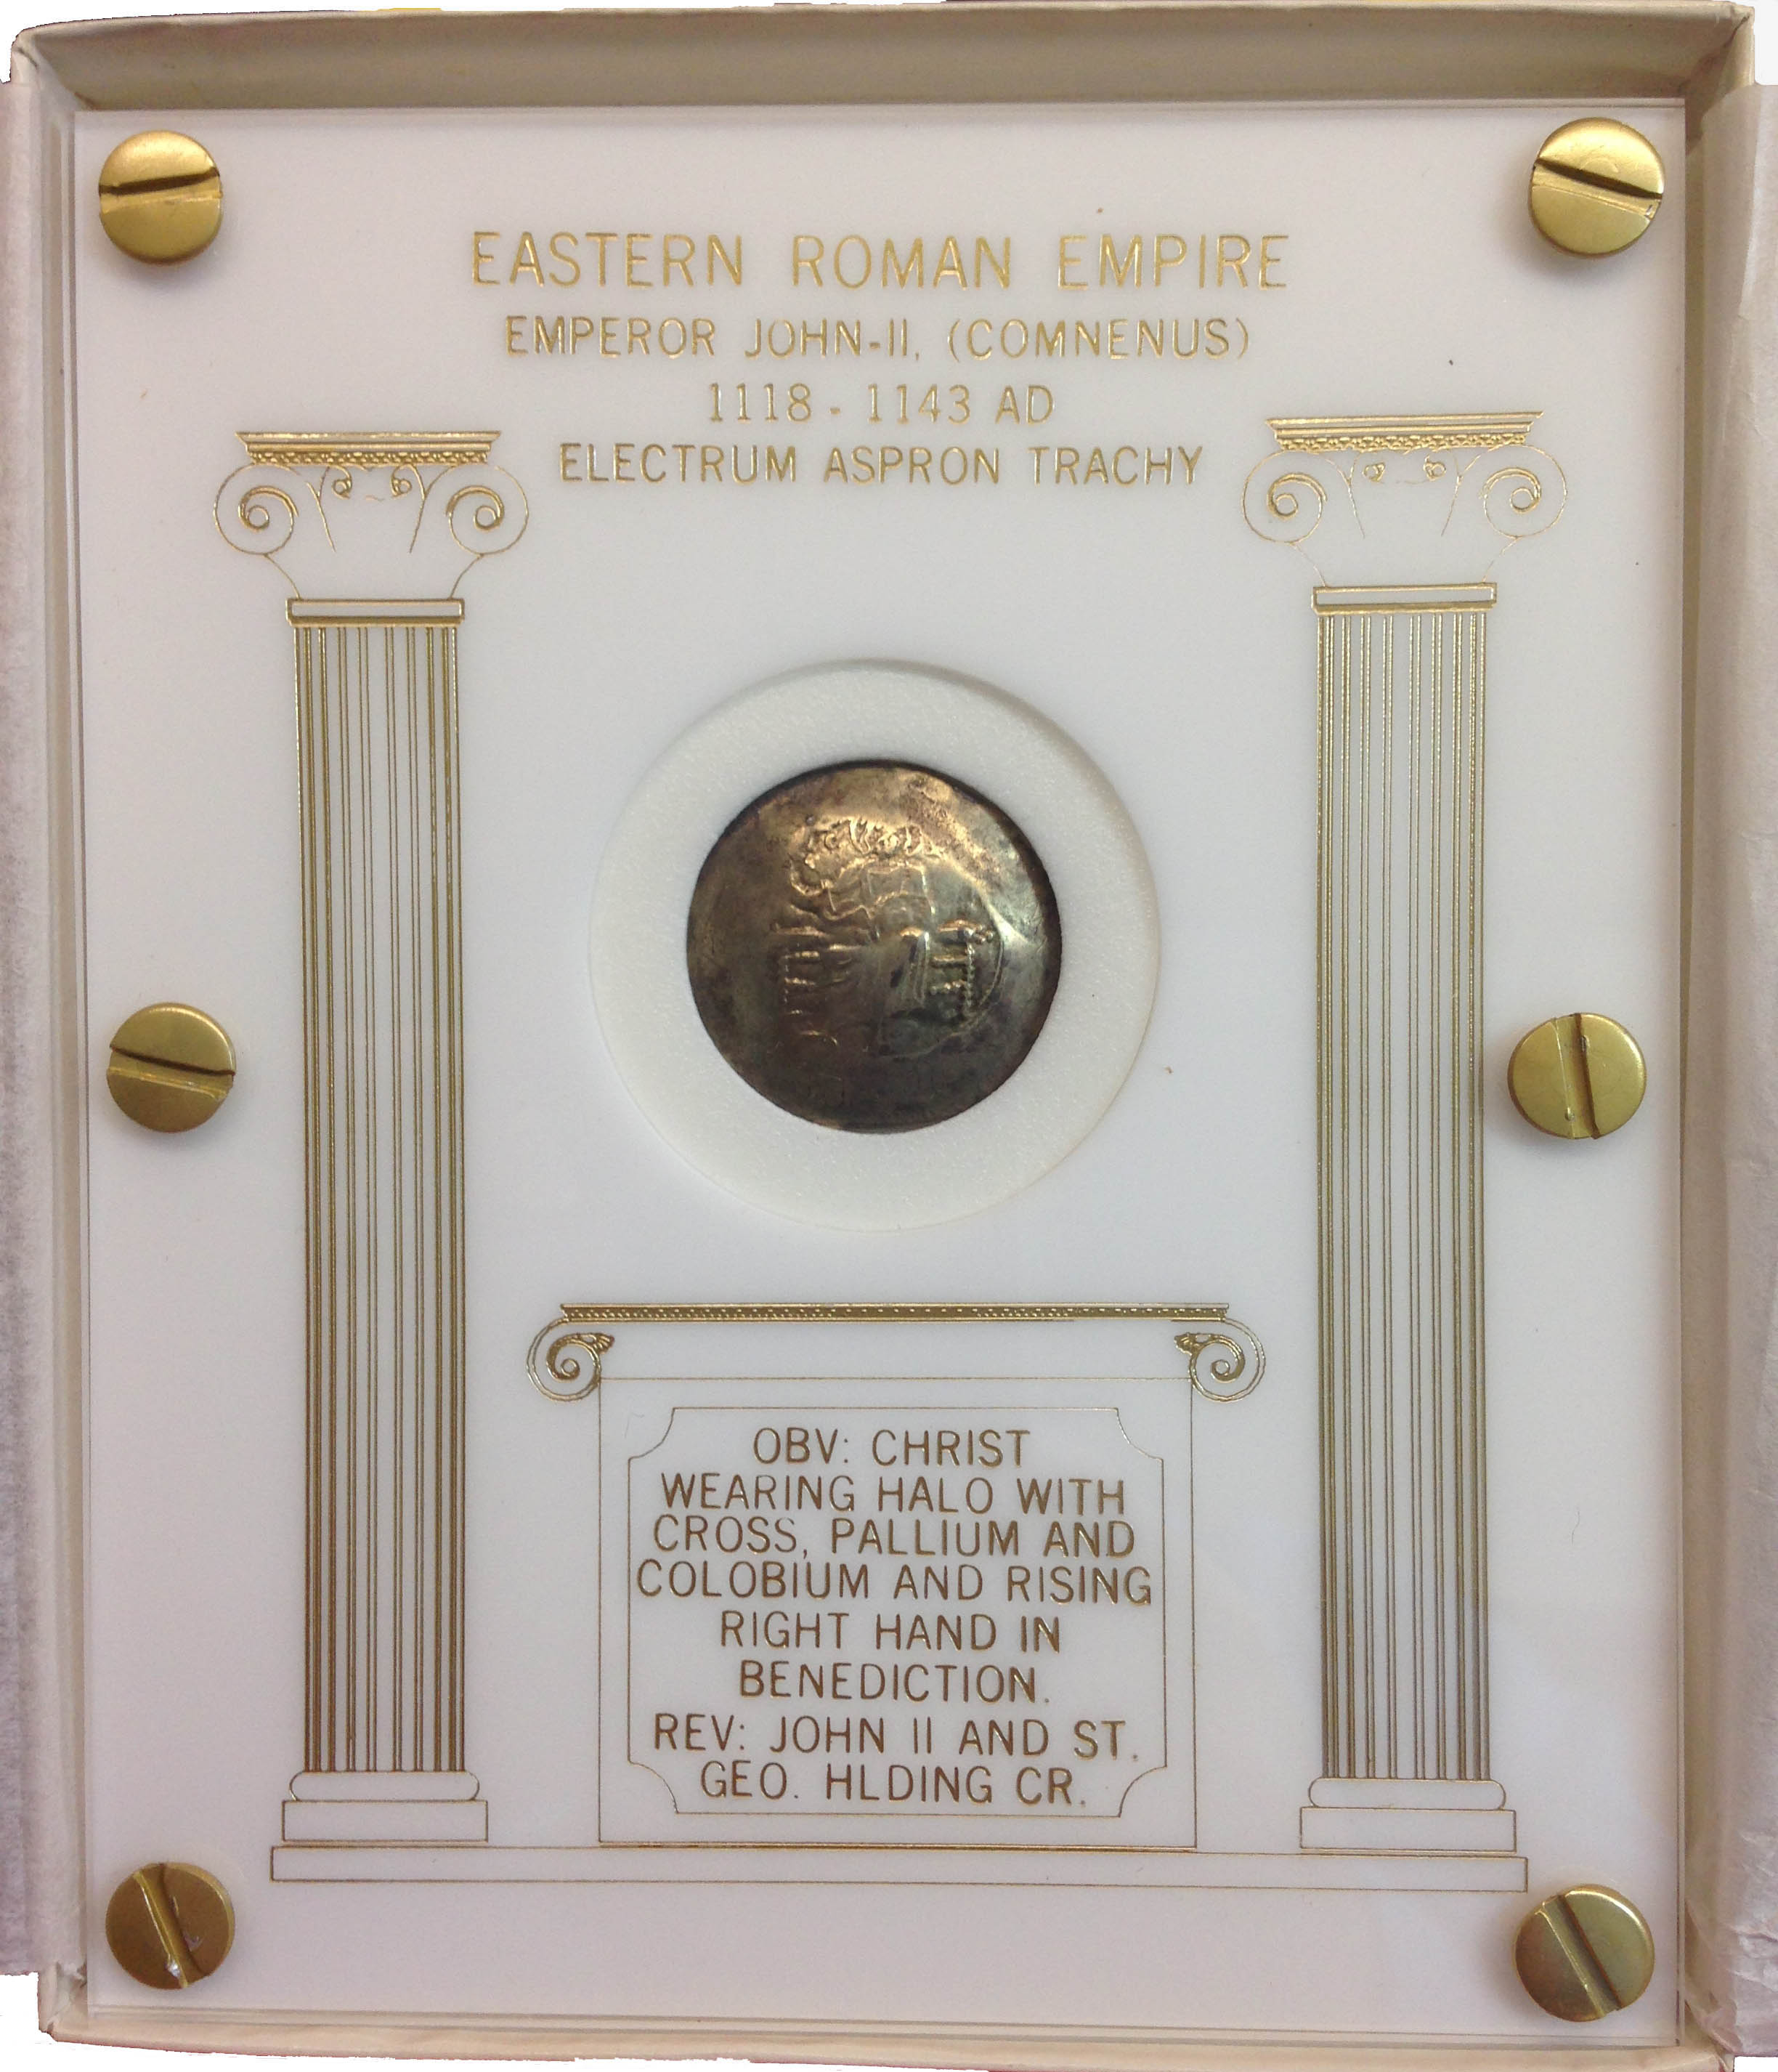 EASTERN ROMAN EMPIRE
EMPEROR JOHN-II, (COMNENUS)
1118 - 1143 AD
ELECTRUM ASPRON TRACHY
OBV: CHRIST
WEARING HALO WITH
CROSS, PALLIUM AND
COLOBIUM AND RISING
RIGHT HAND IN
BENEDICTION.
REV: JOHN II AND ST.
GEO. HLDING CR.